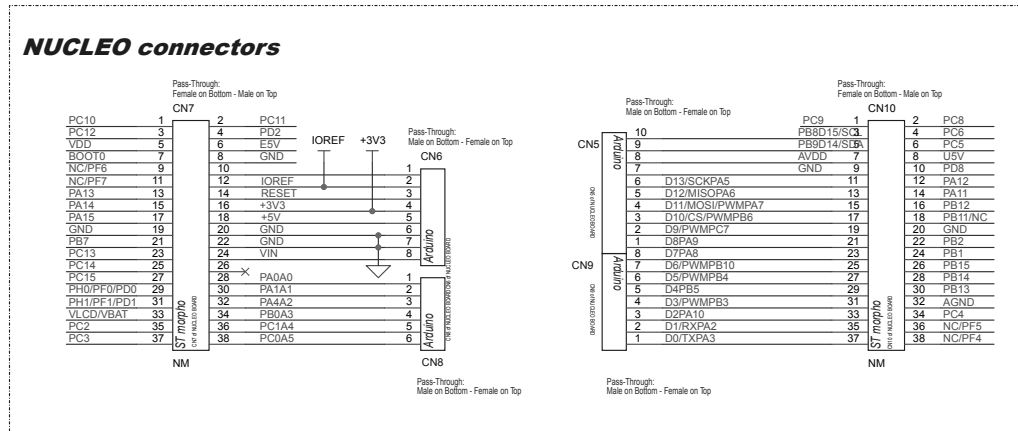 NUCLEO connectors
Pass-Through:
Female on Bottom - Male on Top
CN7
PC10 1 2 PC11
PC12 3 4 PD2
VDD 5 6 E5V
BOOT0 7 8 GND
NC/PF6 9 10
NC/PF7 11 12 IOREF
PA13 13 14 RESET
PA14 15 16 +3V3
PA15 17 18 +5V
GND 19 20 GND
PB7 21 22 GND
PC13 23 24 VIN
PC14 25 26
PC15 27 28 PA0A0
PH0/PF0/PD0 29 30 PA1A1
PH1/PF1/PD1 31 32 PA4A2
VLCD/VBAT 33 34 PB0A3
PC2 35 36 PC1A4
PC3 37 38 PC0A5
ST morpho
CN7 IF NUCLEO BOARD
NM
IOREF +3V3
Pass-Through:
Male on Bottom - Female on Top
CN6
1
2
3
4
5
6
7
8
Arduino
1
2
3
4
5
6
Arduino
CN8
Pass-Through:
Male on Bottom - Female on Top
Pass-Through:
Male on Bottom - Female on Top
CN5
Arduino
10 PB8D15/SCL
9 PB9D14/SDA
8 AVDD
7 GND
6 D13/SCKPA5
5 D12/MISOPA6
4 D11/MOSI/PWMPA7
3 D10/CS/PWMPB6
2 D9/PWMPC7
1 D8PA9
CN9
Arduino
8 D7PA8
7 D6/PWMPB10
6 D5/PWMPB4
5 D4PB5
4 D3/PWMPB3
3 D2PA10
2 D1/RXPA2
1 D0/TXPA3
Pass-Through:
Male on Bottom - Female on Top
Pass-Through:
Female on Bottom - Male on Top
CN10
PC9 1 2 PC8
3 4 PC6
5 6 PC5
7 8 U5V
9 10 PD8
11 12 PA12
13 14 PA11
15 16 PB12
17 18 PB11/NC
19 20 GND
21 22 PB2
23 24 PB1
25 26 PB15
27 28 PB14
29 30 PB13
31 32 AGND
33 34 PC4
35 36 NC/PF5
37 38 NC/PF4
ST morpho
CN10 IF NUCLEO BOARD
NM